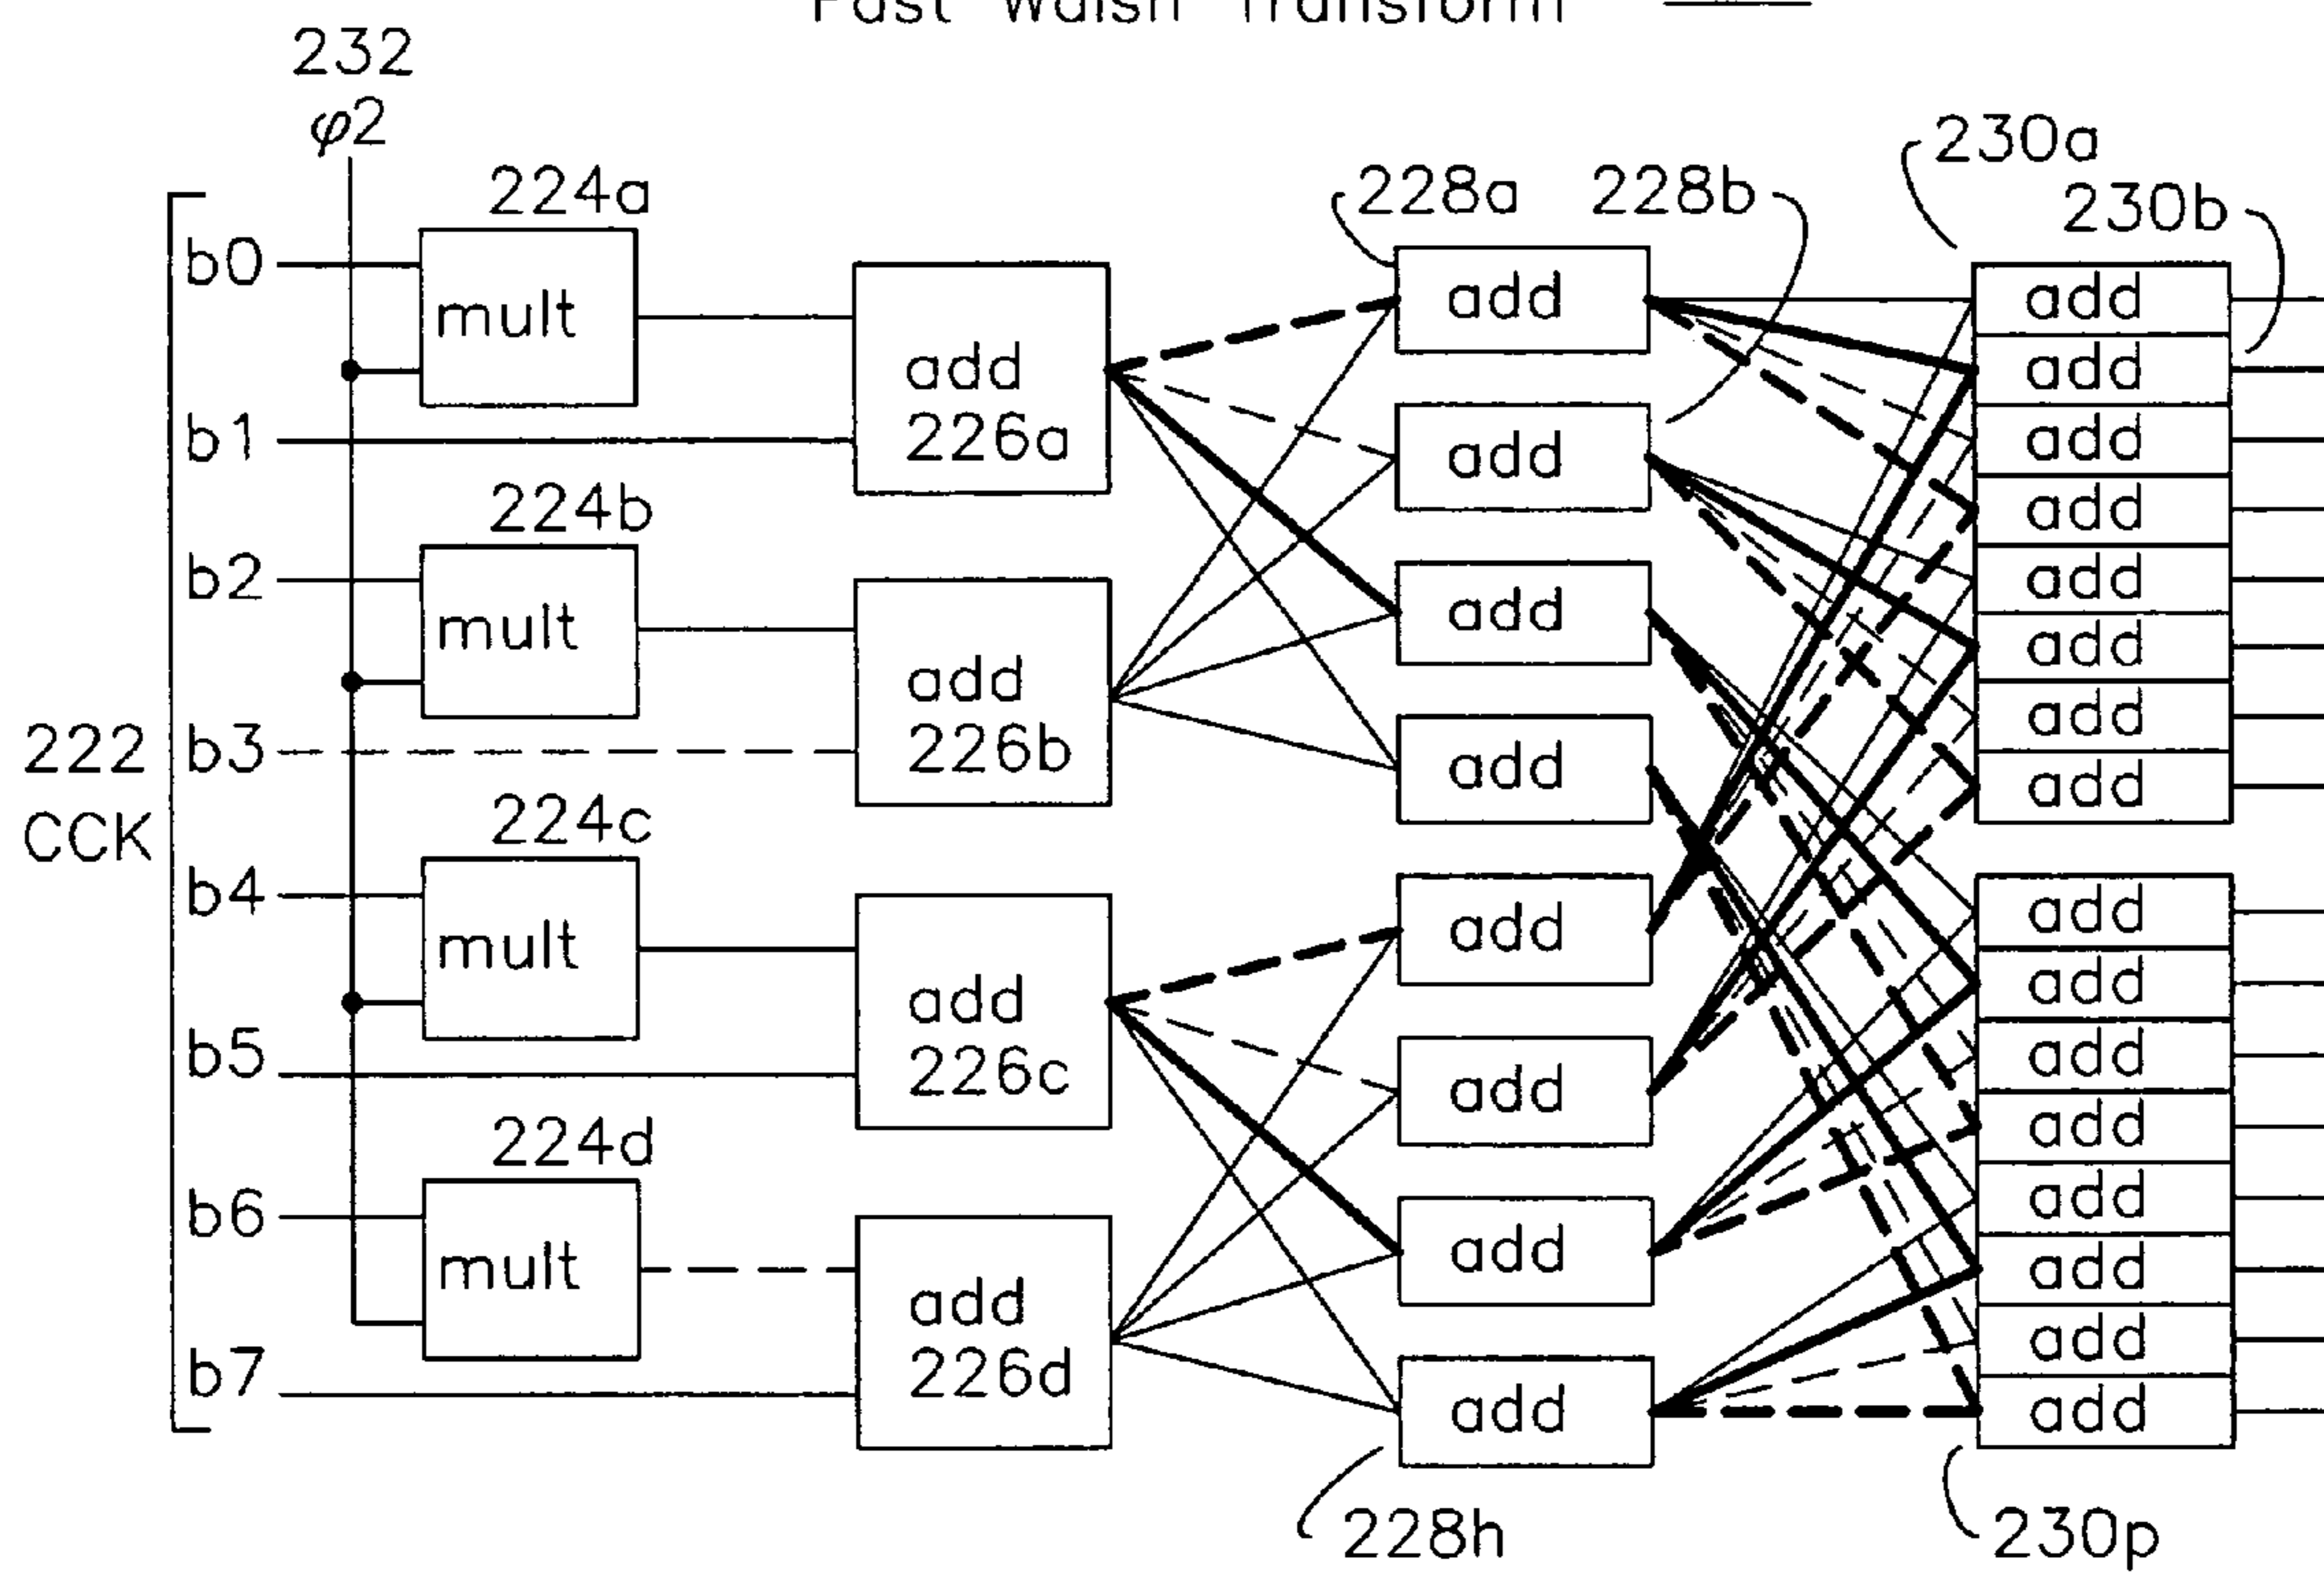 Fast Walsh Transform
232
φ2
230a
224a
228a 228b
230b
b0
mult
add
add
add
add
226a
add
b1
add
add
224b
add
b2
add
mult
add
add
add
226b
add
222
CCK
b3
add
add
224c
b4
mult
add
add
add
226c
add
b5
add
add
224d
add
b6
add
mult
add
add
add
226d
add
b7
add
add
228h
230p